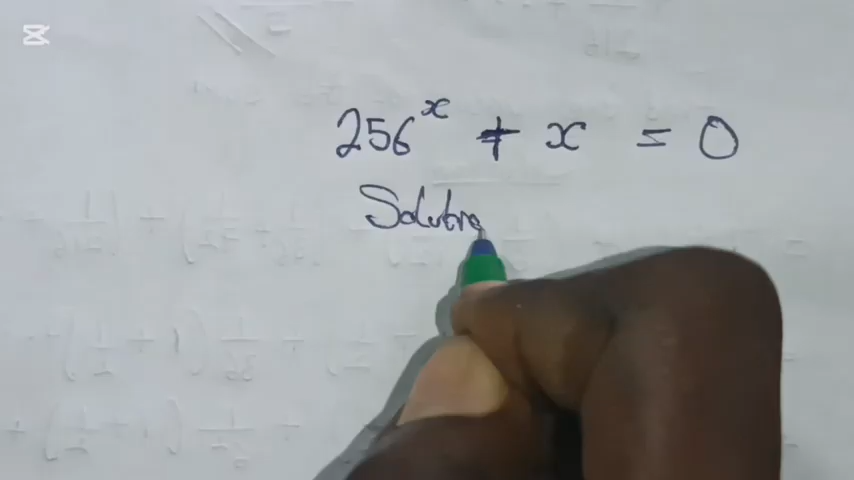 256^x + x = 0
Solutio